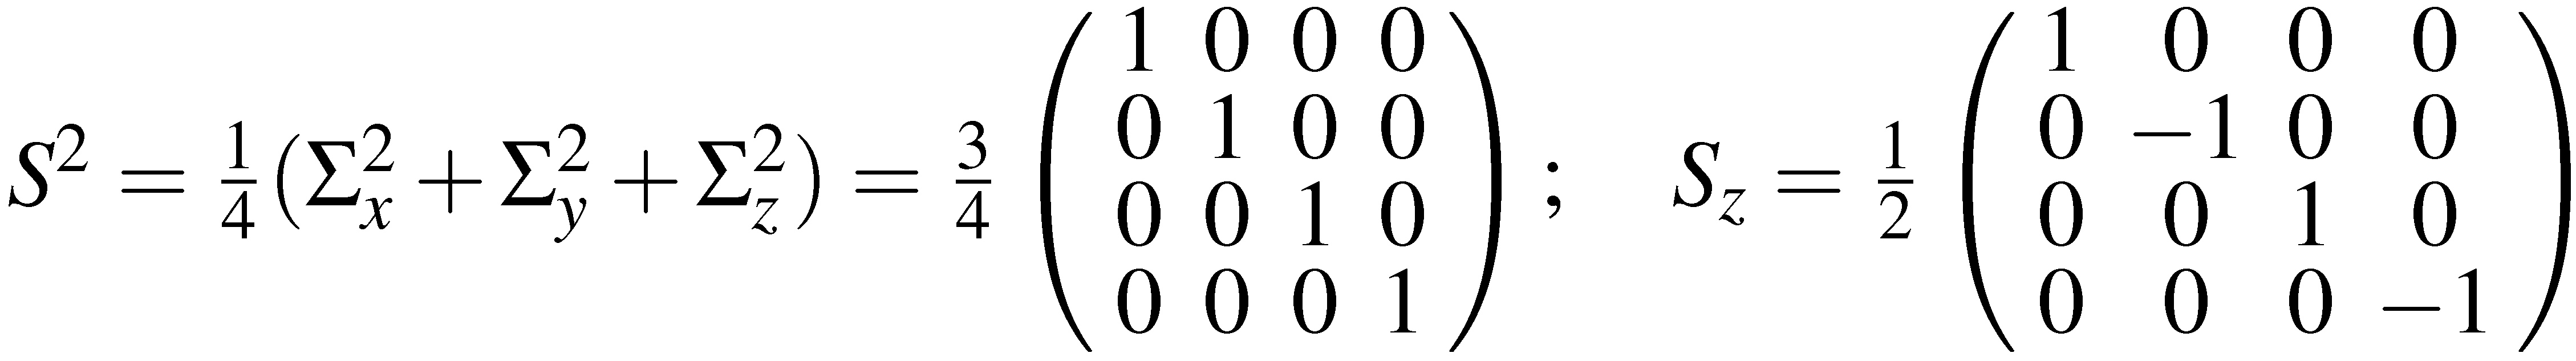 $S^2 = \frac{1}{4}(\Sigma_x^2 + \Sigma_y^2 + \Sigma_z^2) = \frac{3}{4} \begin{pmatrix} 1 & 0 & 0 & 0 \\ 0 & 1 & 0 & 0 \\ 0 & 0 & 1 & 0 \\ 0 & 0 & 0 & 1 \end{pmatrix} ; \quad S_z = \frac{1}{2} \begin{pmatrix} 1 & 0 & 0 & 0 \\ 0 & -1 & 0 & 0 \\ 0 & 0 & 1 & 0 \\ 0 & 0 & 0 & -1 \end{pmatrix}$